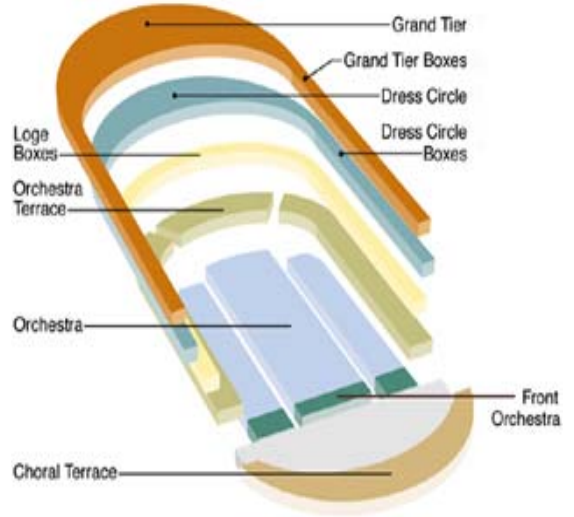 Grand Tier
Grand Tier Boxes
Dress Circle
Dress Circle
Boxes
Loge
Boxes
Orchestra
Terrace
Orchestra
Front
Orchestra
Choral Terrace